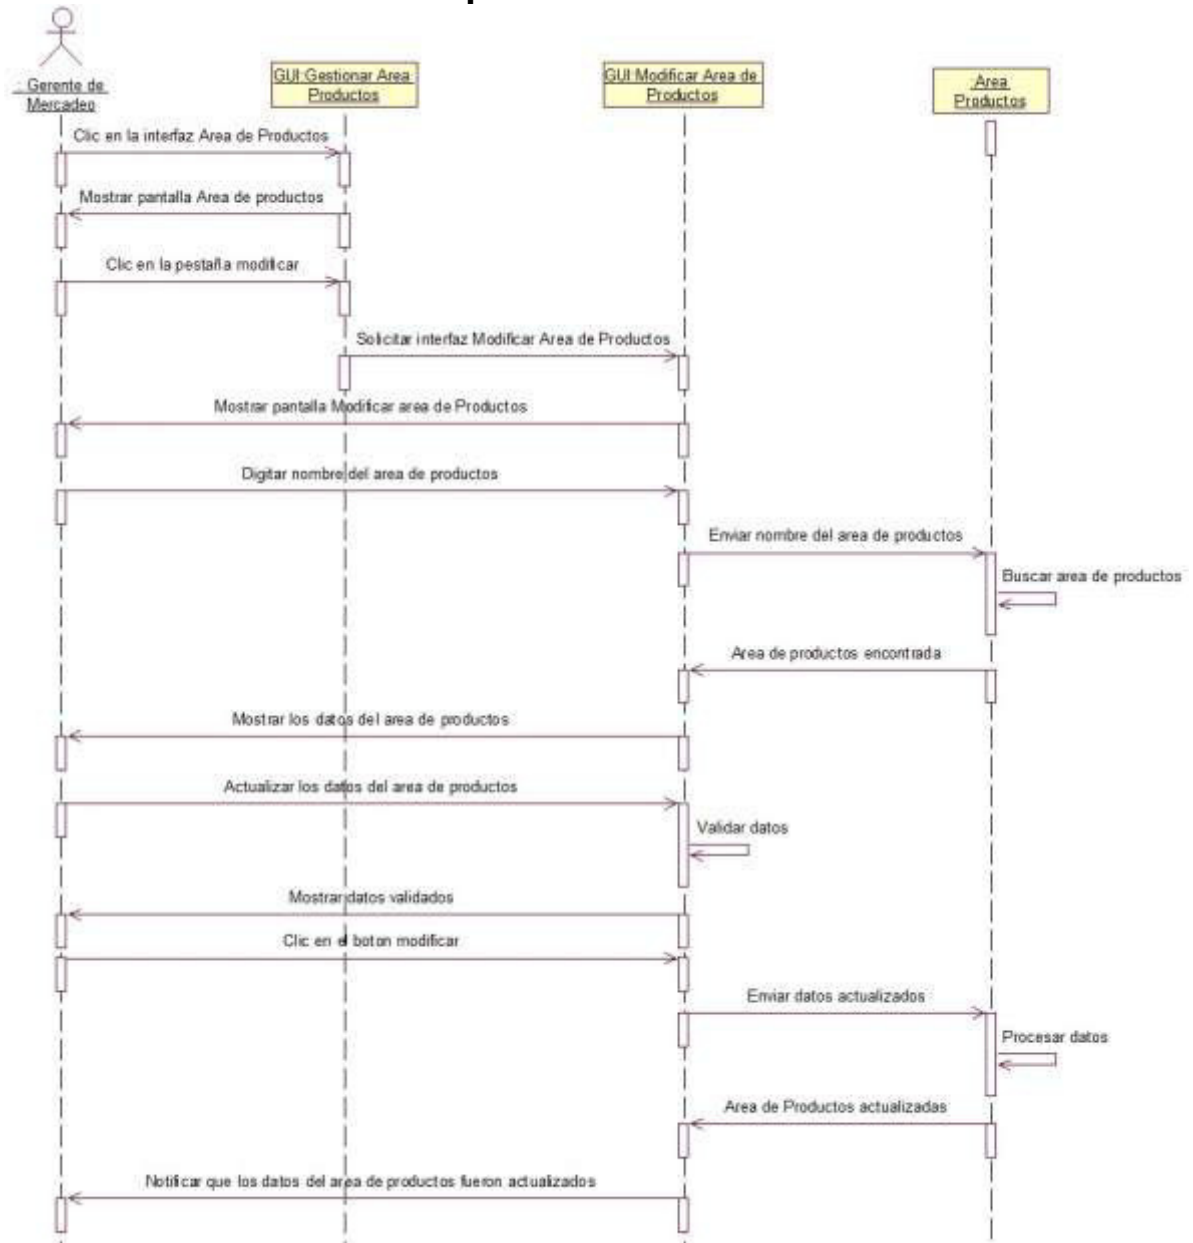 : Gerente de
Mercadeo
GUI:Gestionar Area
Productos
GUI:Modificar Area de
Productos
:Area
Productos
Clic en la interfaz Area de Productos
Mostrar pantalla Area de productos
Clic en la pestaña modificar
Solicitar interfaz Modificar Area de Productos
Mostrar pantalla Modificar area de Productos
Digitar nombre del area de productos
Enviar nombre del area de productos
Buscar area de productos
Area de productos encontrada
Mostrar los datos del area de productos
Actualizar los datos del area de productos
Validar datos
Mostrar datos validados
Clic en el boton modificar
Enviar datos actualizados
Procesar datos
Area de Productos actualizadas
Notificar que los datos del area de productos fueron actualizados